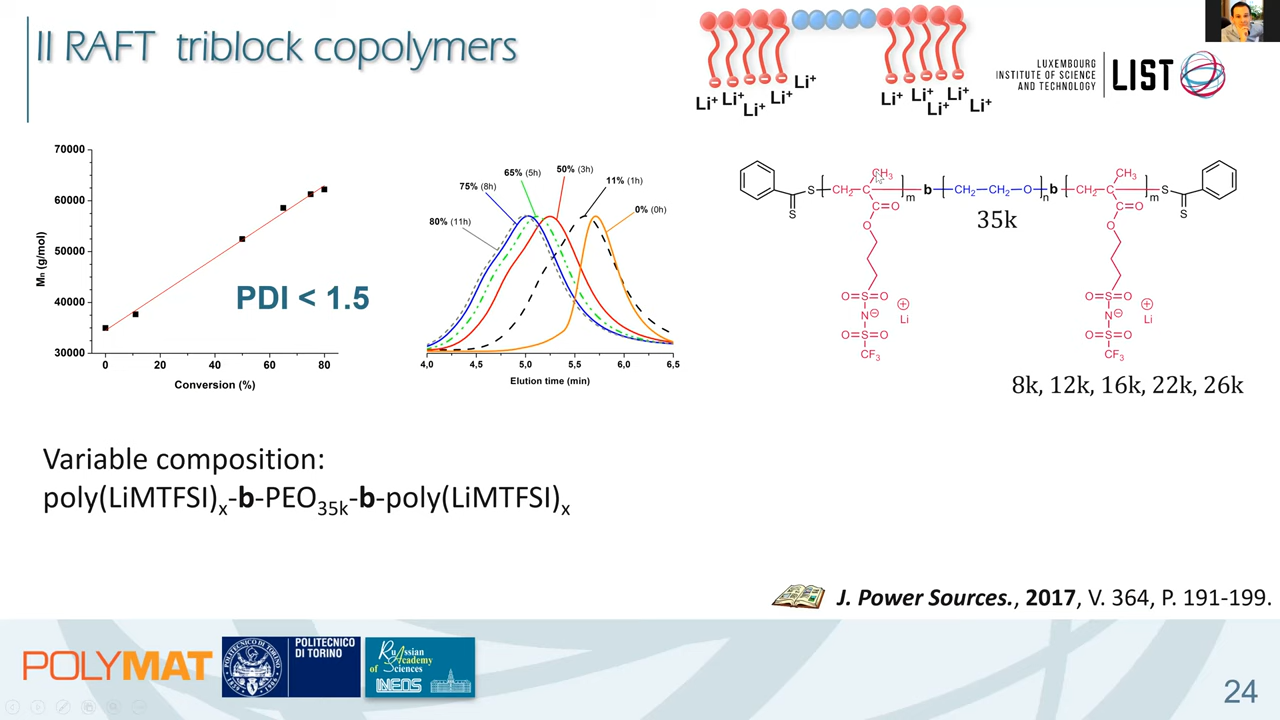 II RAFT triblock copolymers
Li⁺ Li⁺ Li⁺ Li⁺ Li⁺
Li⁺ Li⁺ Li⁺ Li⁺ Li⁺
LUXEMBOURG
INSTITUTE OF SCIENCE
AND TECHNOLOGY
LIST
70000
60000
50000
40000
30000
Mn (g/mol)
PDI < 1.5
0 20 40 60 80
Conversion (%)
80% (11h)
75% (8h)
65% (5h)
50% (3h)
11% (1h)
0% (0h)
4,0 4,5 5,0 5,5 6,0 6,5
Elution time (min)
S S CH₂ CH₃ m b CH₂ CH₂ O n b CH₂ CH₃ m S S
35k
C=O C=O
O O
O=S=O O=S=O
N⊖ ⊕ Li N⊖ ⊕ Li
O=S=O O=S=O
CF₃ CF₃
8k, 12k, 16k, 22k, 26k
Variable composition:
poly(LiMTFSI)ₓ-b-PEO₃₅ₖ-b-poly(LiMTFSI)ₓ
J. Power Sources., 2017, V. 364, P. 191-199.
POLYMAT
POLITECNICO
DI TORINO
Russian
Academy
of Sciences
INEOS
24